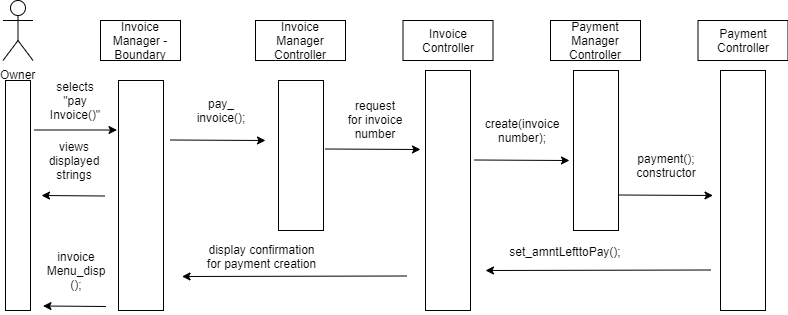 Owner
Invoice
Manager -
Boundary
Invoice
Manager
Controller
Invoice
Controller
Payment
Manager
Controller
Payment
Controller
selects
"pay
Invoice()"
pay_
invoice();
request
for invoice
number
create(invoice
number);
payment();
constructor
views
displayed
strings
set_amntLefttoPay();
display confirmation
for payment creation
invoice
Menu_disp
();